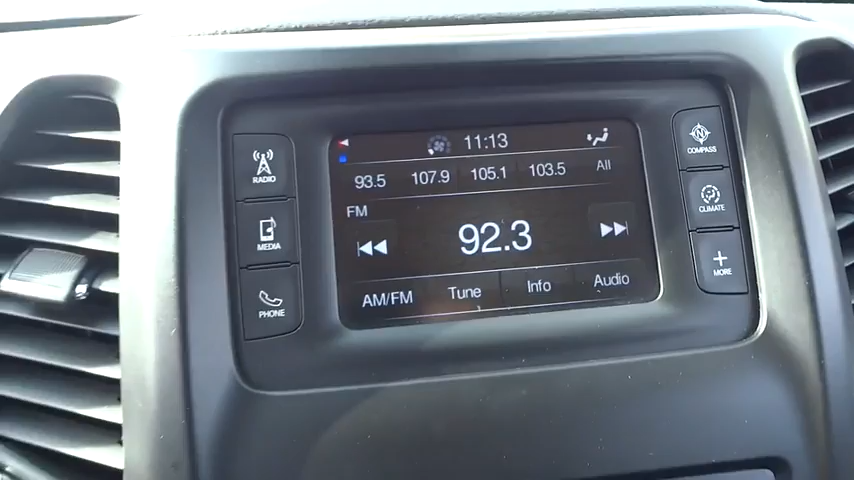 11:13
93.5 107.9 105.1 103.5 All
FM
92.3
AM/FM Tune Info Audio
RADIO
MEDIA
PHONE
COMPASS
CLIMATE
MORE